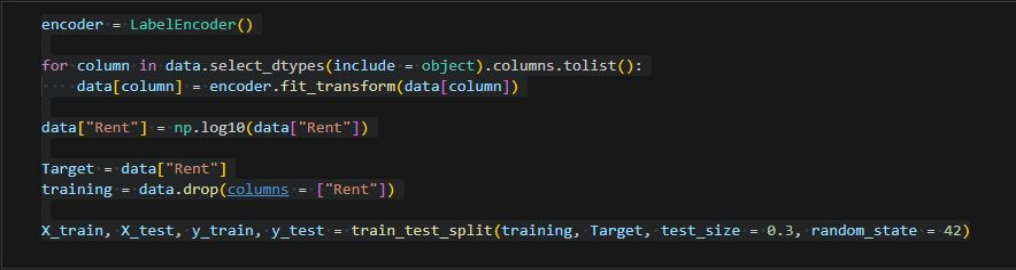 encoder = LabelEncoder()
for column in data.select_dtypes(include = object).columns.tolist():
    data[column] = encoder.fit_transform(data[column])
data["Rent"] = np.log10(data["Rent"])
Target = data["Rent"]
training = data.drop(columns = ["Rent"])
X_train, X_test, y_train, y_test = train_test_split(training, Target, test_size = 0.3, random_state = 42)